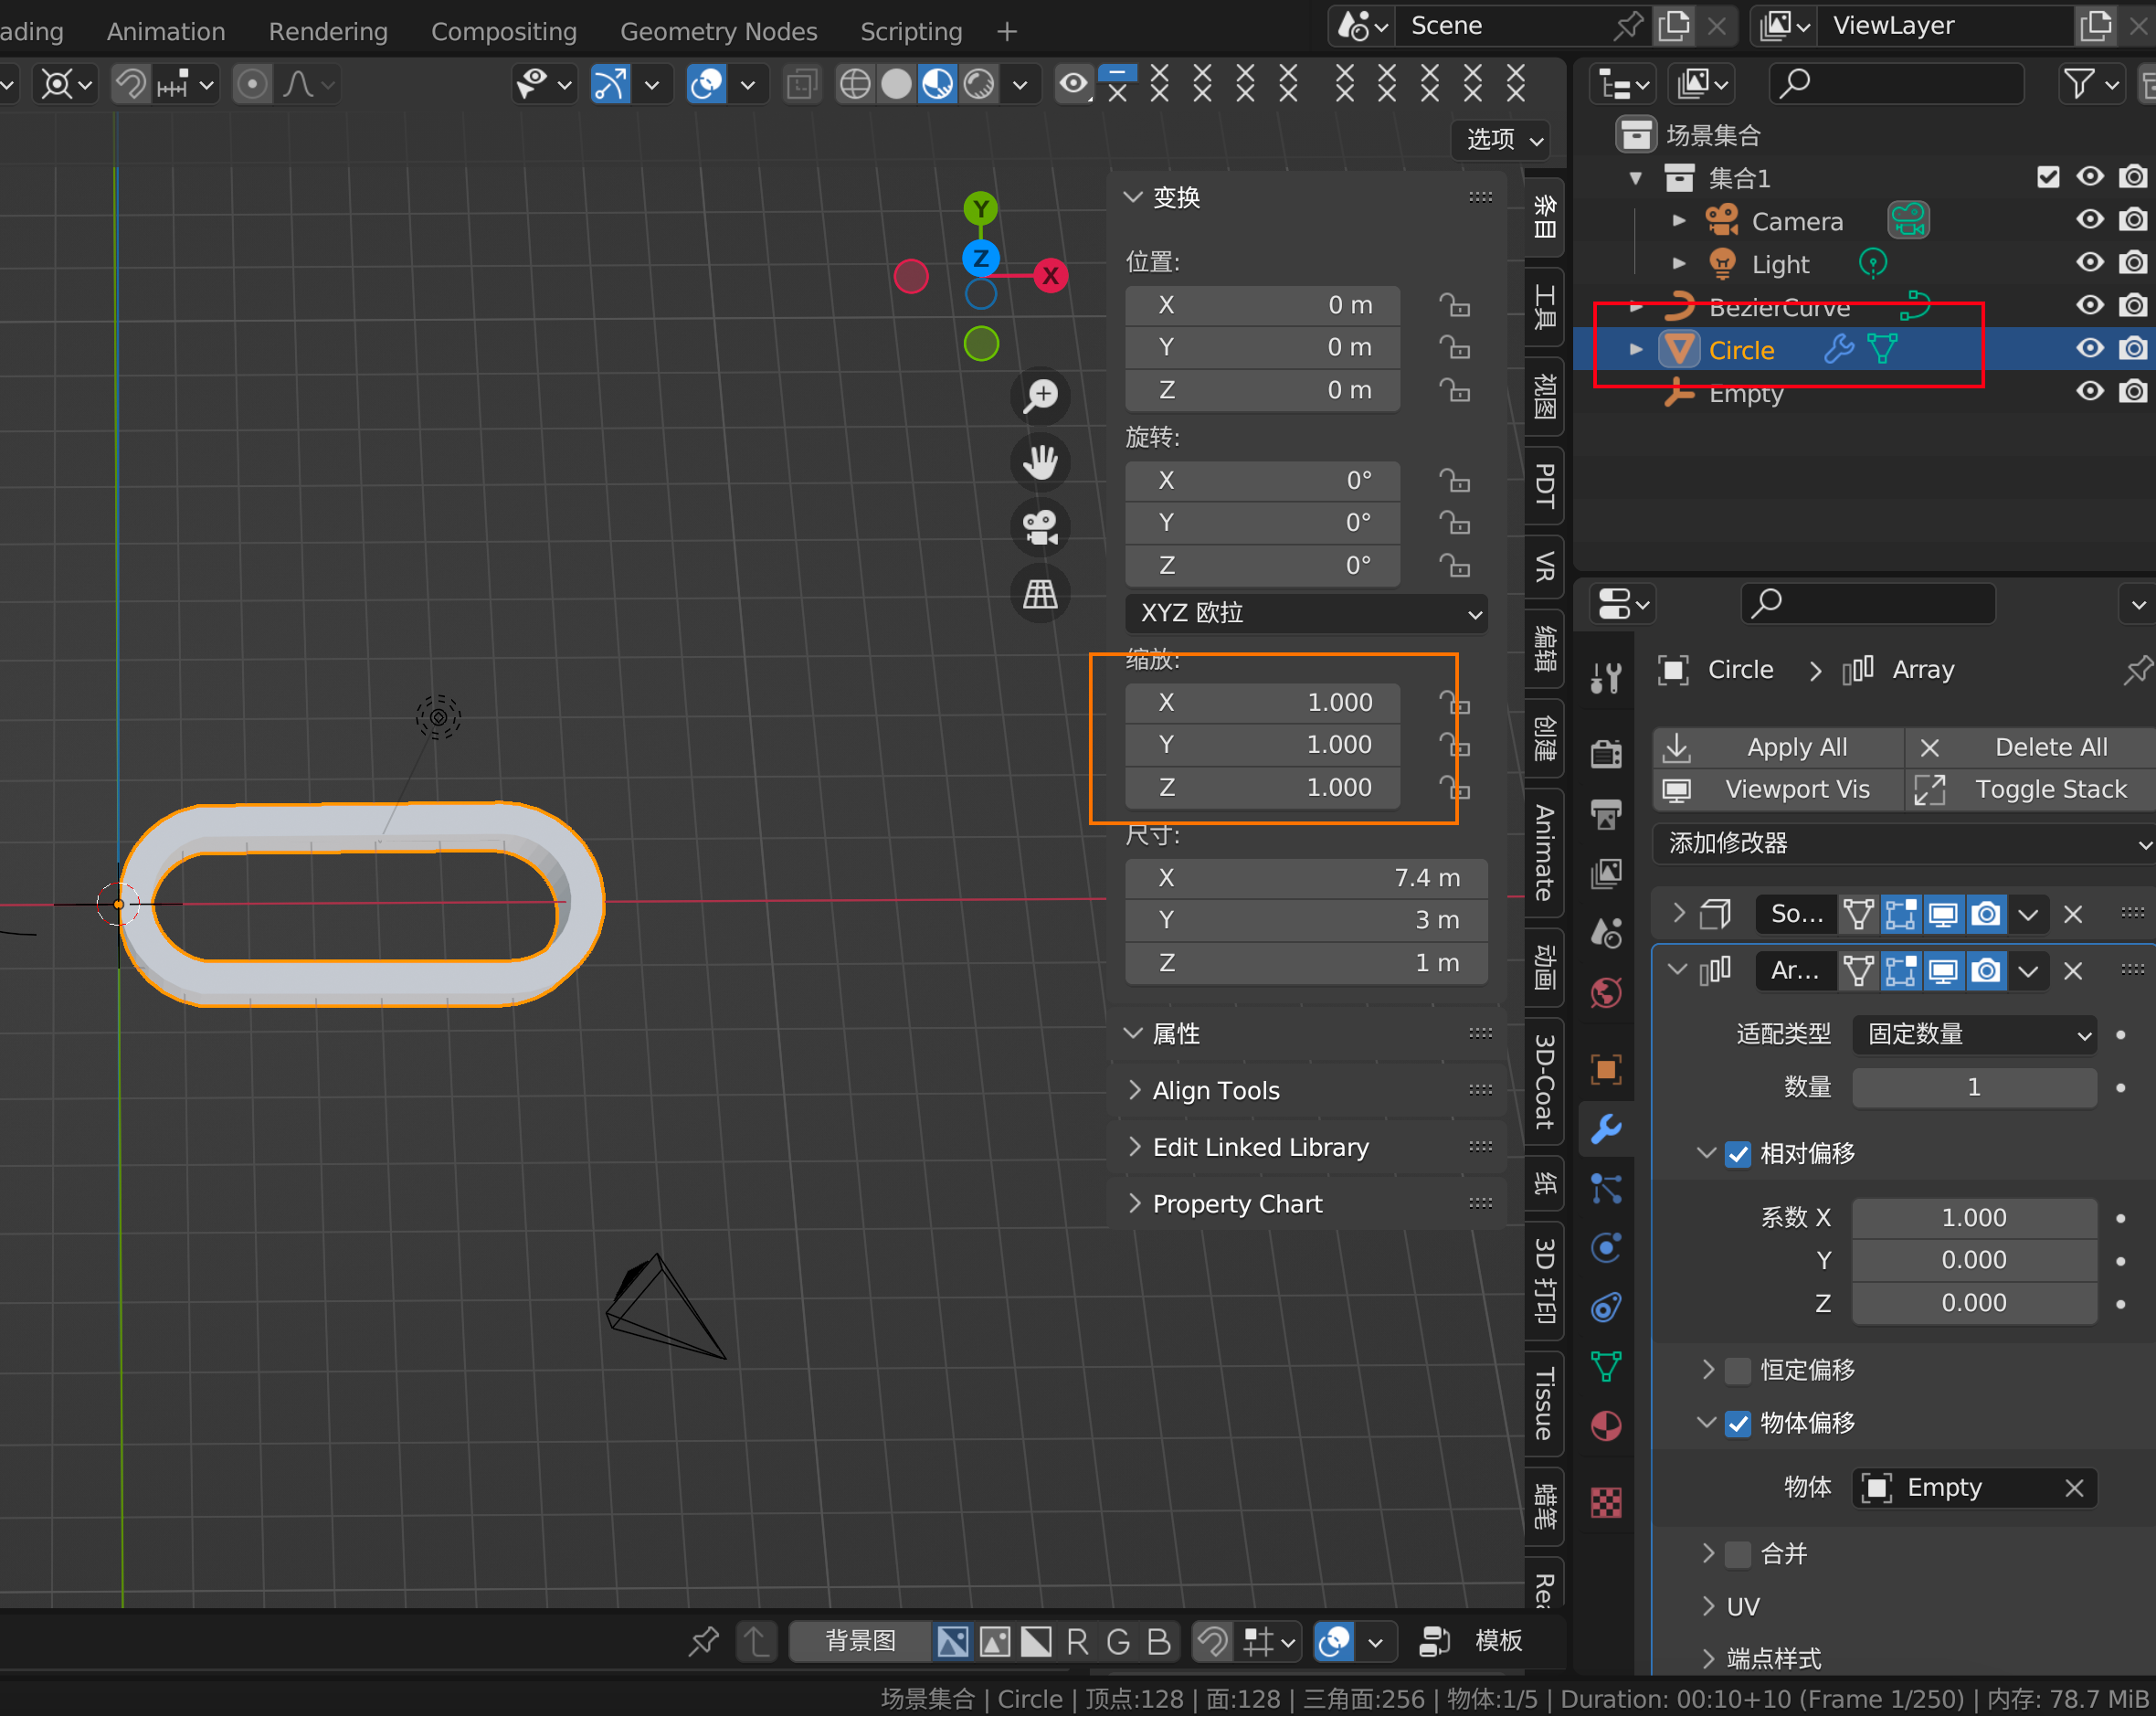 ading Animation Rendering Compositing Geometry Nodes Scripting + Scene ViewLayer
选项
场景集合
集合1
Camera
Light
BezierCurve
Circle
Empty
Y
Z
X
变换
位置:
X 0 m
Y 0 m
Z 0 m
旋转:
X 0°
Y 0°
Z 0°
XYZ 欧拉
缩放:
X 1.000
Y 1.000
Z 1.000
尺寸:
X 7.4 m
Y 3 m
Z 1 m
属性
Align Tools
Edit Linked Library
Property Chart
条目
工具
视图
PDT
VR
编辑
创建
Animate
动画
3D-Coat
纸
3D 打印
Tissue
蜡笔
Rea
Circle Array
Apply All Delete All
Viewport Vis Toggle Stack
添加修改器
So...
Ar...
适配类型 固定数量
数量 1
相对偏移
系数 X 1.000
Y 0.000
Z 0.000
恒定偏移
物体偏移
物体 Empty
合并
UV
端点样式
背景图 R G B 模板
场景集合 | Circle | 顶点:128 | 面:128 | 三角面:256 | 物体:1/5 | Duration: 00:10+10 (Frame 1/250) | 内存: 78.7 MiB